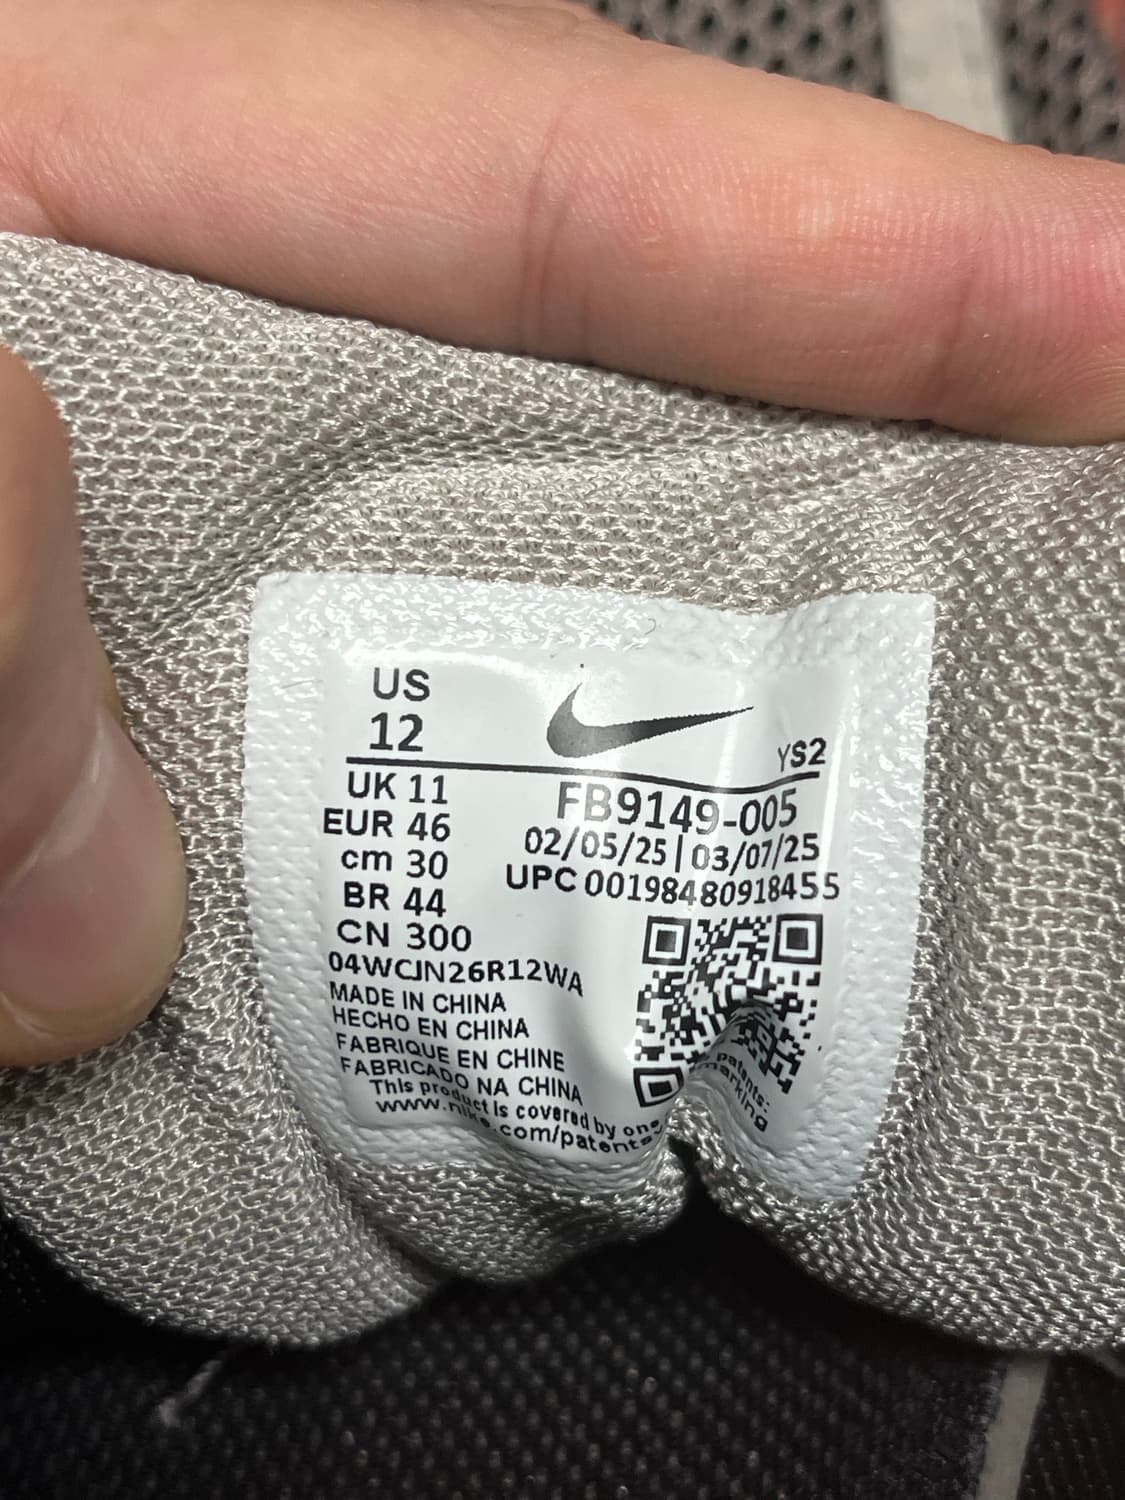 US
12
YS2
UK 11
EUR 46
cm 30
BR 44
CN 300
FB9149-005
02/05/25 | 03/07/25
UPC 00198480918455
04WCJN26R12WA
MADE IN CHINA
HECHO EN CHINA
FABRIQUE EN CHINE
FABRICADO NA CHINA
This product is covered by one
www.nike.com/patents
patents:
marking